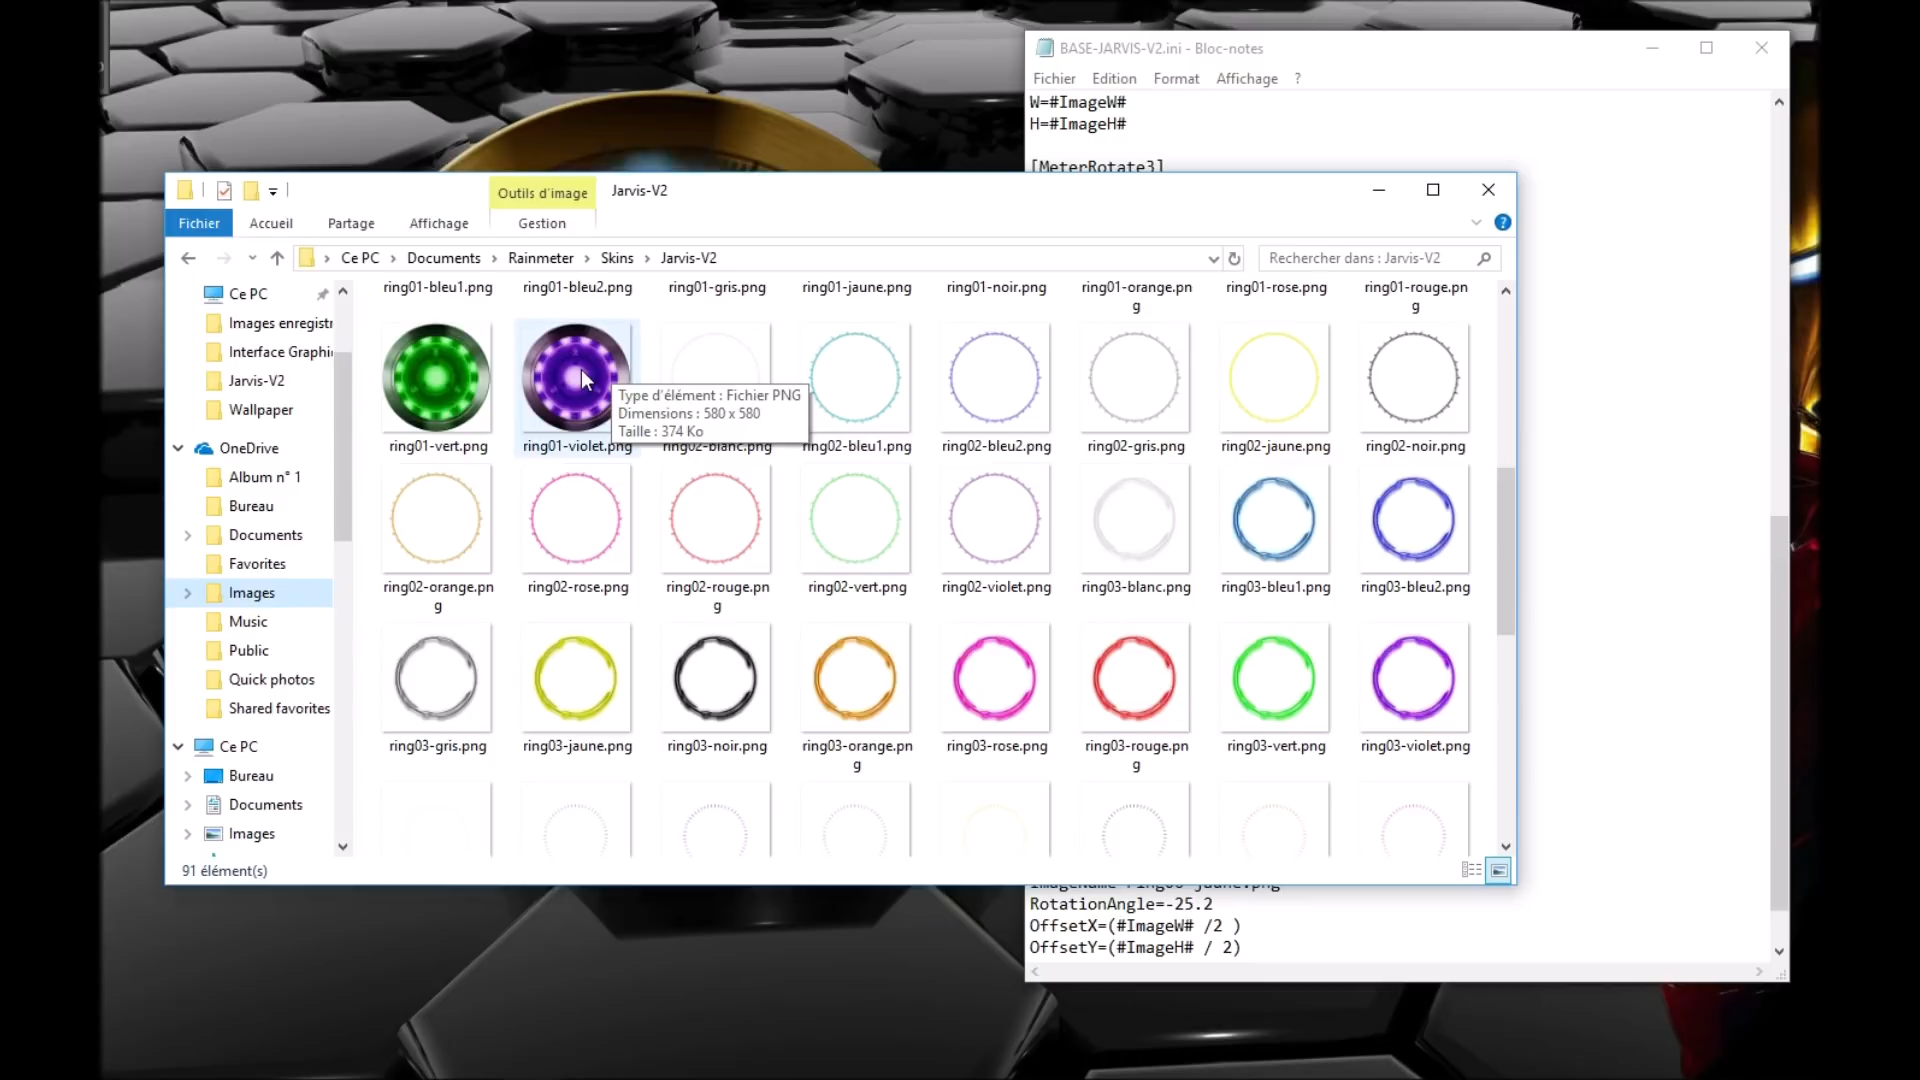 BASE-JARVIS-V2.ini - Bloc-notes
Fichier Edition Format Affichage ?
W=#ImageW#
H=#ImageH#
[MeterRotate3]
Outils d'image Jarvis-V2
Fichier Accueil Partage Affichage Gestion
Ce PC Documents Rainmeter Skins Jarvis-V2
Rechercher dans : Jarvis-V2
Ce PC
Images enregistr
Interface Graphi
Jarvis-V2
Wallpaper
OneDrive
Album n° 1
Bureau
Documents
Favorites
Images
Music
Public
Quick photos
Shared favorites
Ce PC
Bureau
Documents
Images
ring01-bleu1.png ring01-bleu2.png ring01-gris.png ring01-jaune.png ring01-noir.png ring01-orange.pn ring01-rose.png ring01-rouge.pn
g g
Type d'élément : Fichier PNG
Dimensions : 580 x 580
Taille : 374 Ko
ring01-vert.png ring01-violet.png ring02-blanc.png ring02-bleu1.png ring02-bleu2.png ring02-gris.png ring02-jaune.png ring02-noir.png
ring02-orange.pn ring02-rose.png ring02-rouge.pn ring02-vert.png ring02-violet.png ring03-blanc.png ring03-bleu1.png ring03-bleu2.png
g g
ring03-gris.png ring03-jaune.png ring03-noir.png ring03-orange.pn ring03-rose.png ring03-rouge.pn ring03-vert.png ring03-violet.png
g g
91 élément(s)
RotationAngle=-25.2
OffsetX=(#ImageW# /2 )
OffsetY=(#ImageH# / 2)